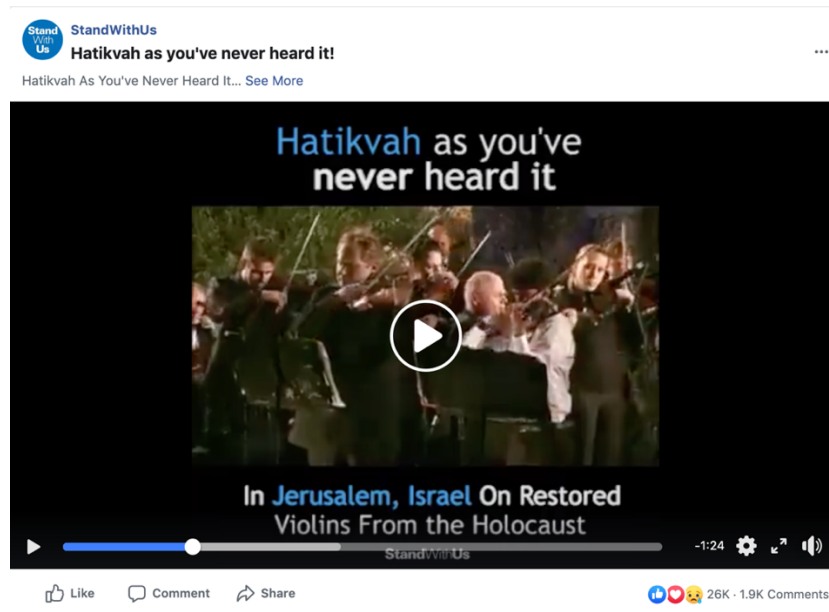 Stand
With
Us
StandWithUs
Hatikvah as you've never heard it!
Hatikvah As You've Never Heard It... See More
Hatikvah as you've
never heard it
In Jerusalem, Israel On Restored
Violins From the Holocaust
StandWithUs
-1:24
Like Comment Share 26K · 1.9K Comments